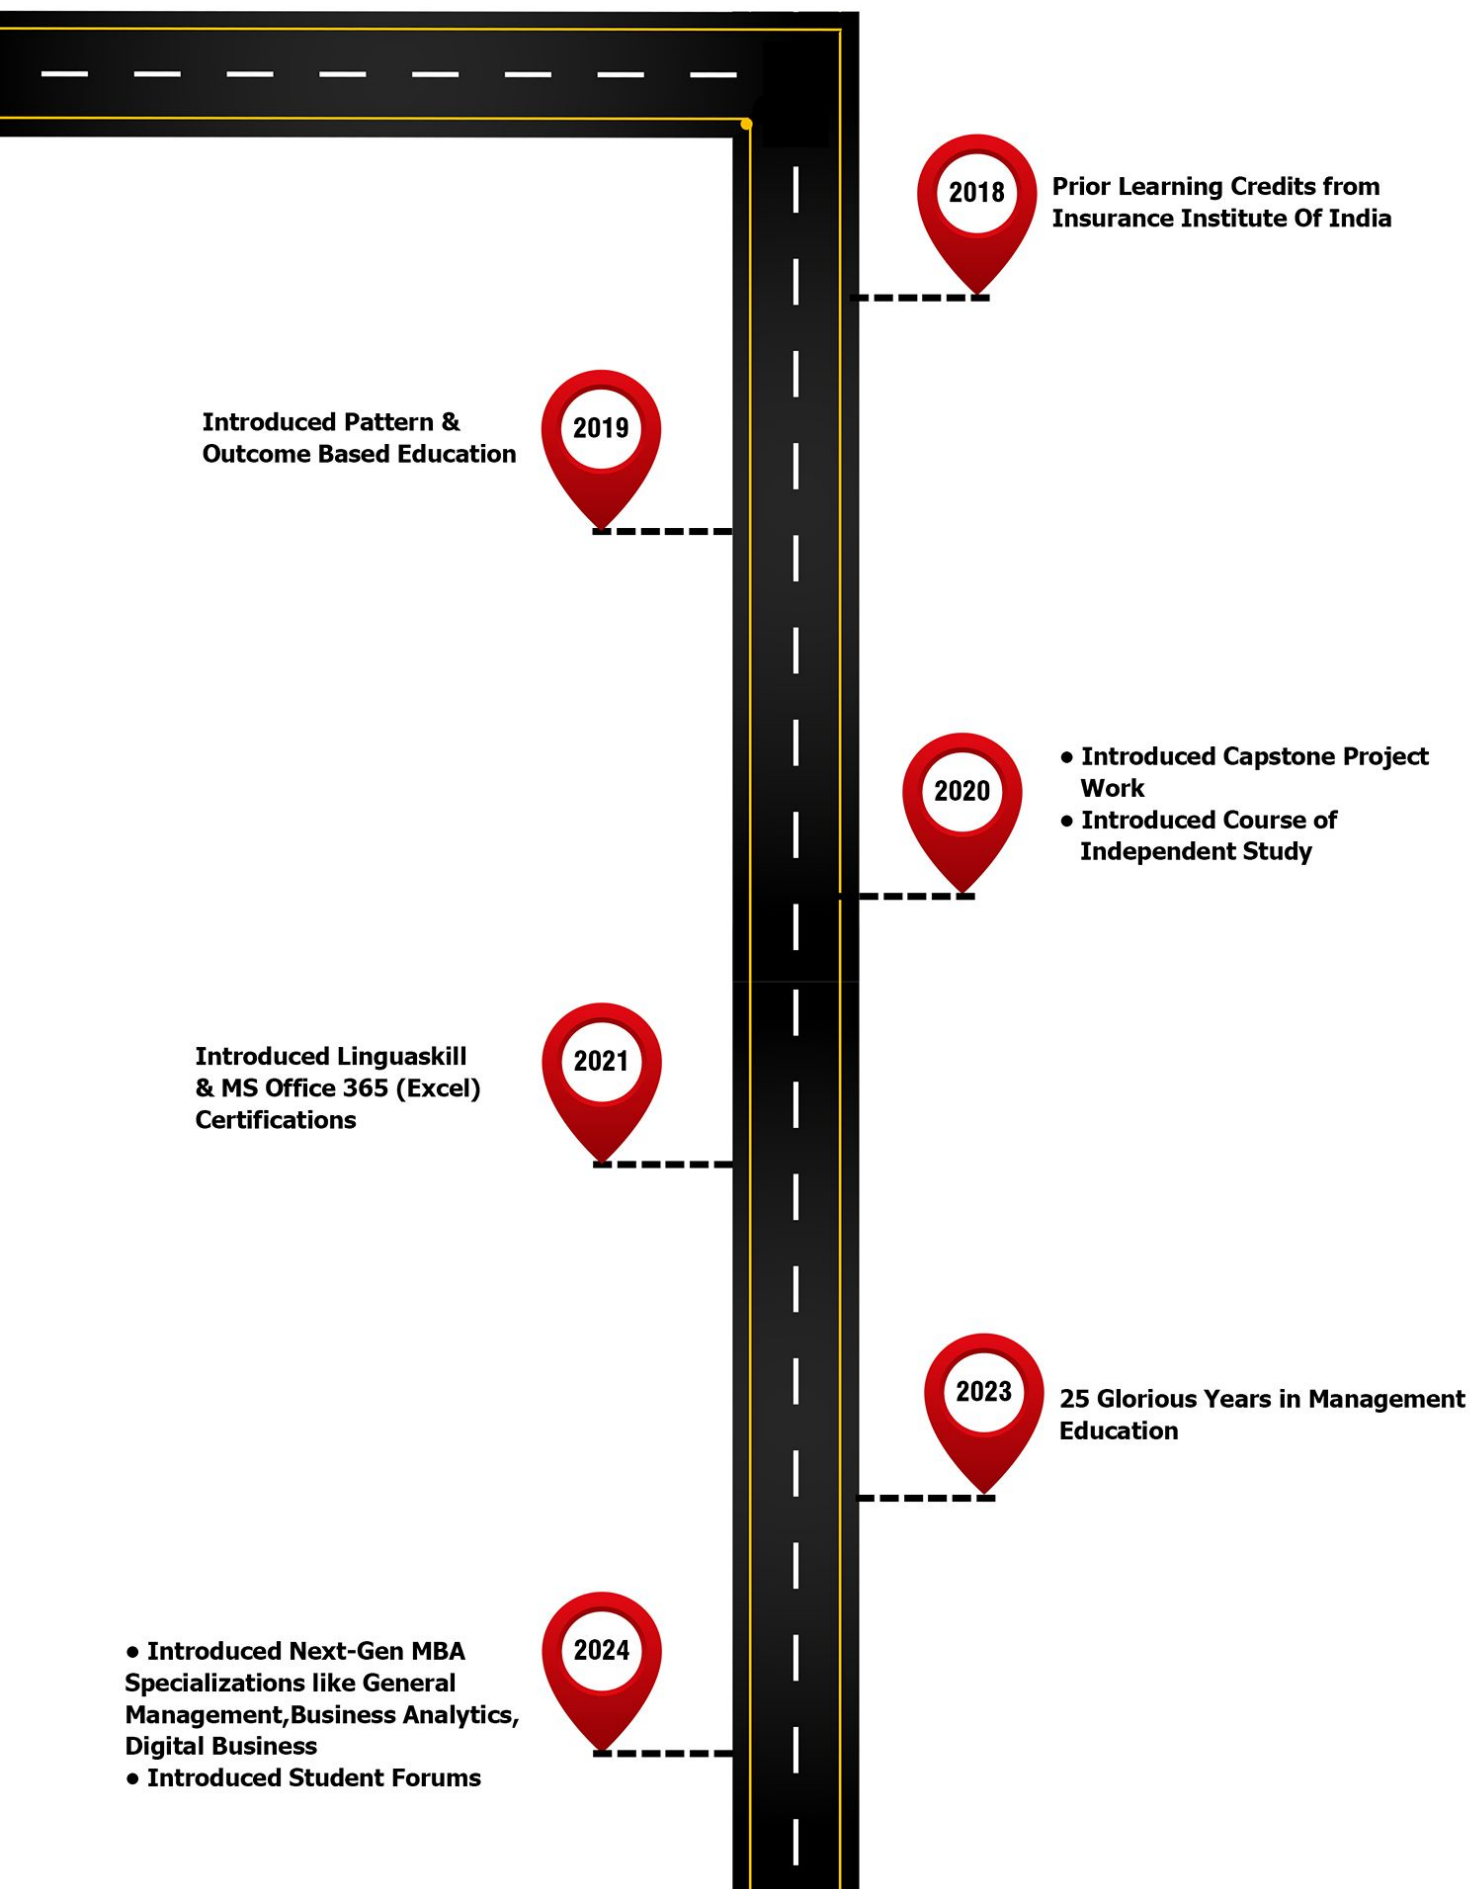 2018
Prior Learning Credits from
Insurance Institute Of India
2019
Introduced Pattern &
Outcome Based Education
2020
● Introduced Capstone Project
Work
● Introduced Course of
Independent Study
2021
Introduced Linguaskill
& MS Office 365 (Excel)
Certifications
2023
25 Glorious Years in Management
Education
2024
● Introduced Next-Gen MBA
Specializations like General
Management,Business Analytics,
Digital Business
● Introduced Student Forums